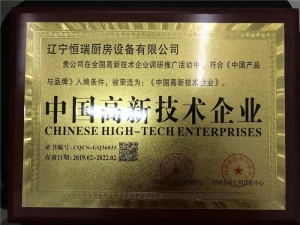 辽宁恒瑞厨房设备有限公司
贵公司在全国高新技术企业调研推广活动中，符合《中国产品
与品牌》入编条件，被荣选为：《中国高新技术企业》。
中国高新技术企业
CHINESE HIGH-TECH ENTERPRISES
证书编号：CQCN-GQ36033
有效日期：2019.02-2022.02